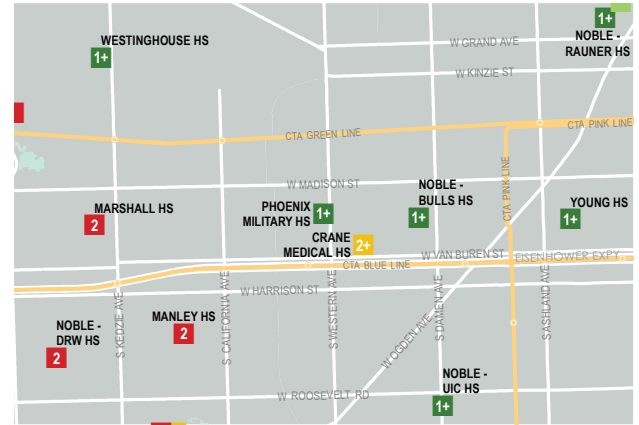 1+
NOBLE -
RAUNER HS
WESTINGHOUSE HS
1+
W GRAND AVE
W KINZIE ST
CTA GREEN LINE
CTA PINK LINE
W MADISON ST
CTA PINK LINE
MARSHALL HS
2
PHOENIX
MILITARY HS
1+
NOBLE -
BULLS HS
1+
YOUNG HS
1+
CRANE
MEDICAL HS
2+
W VAN BUREN ST
EISENHOWER EXPY
CTA BLUE LINE
W HARRISON ST
S KEDZIE AVE
S CALIFORNIA AVE
S WESTERN AVE
W OGDEN AVE
S DAMEN AVE
S ASHLAND AVE
NOBLE -
DRW HS
2
MANLEY HS
2
NOBLE -
UIC HS
1+
W ROOSEVELT RD